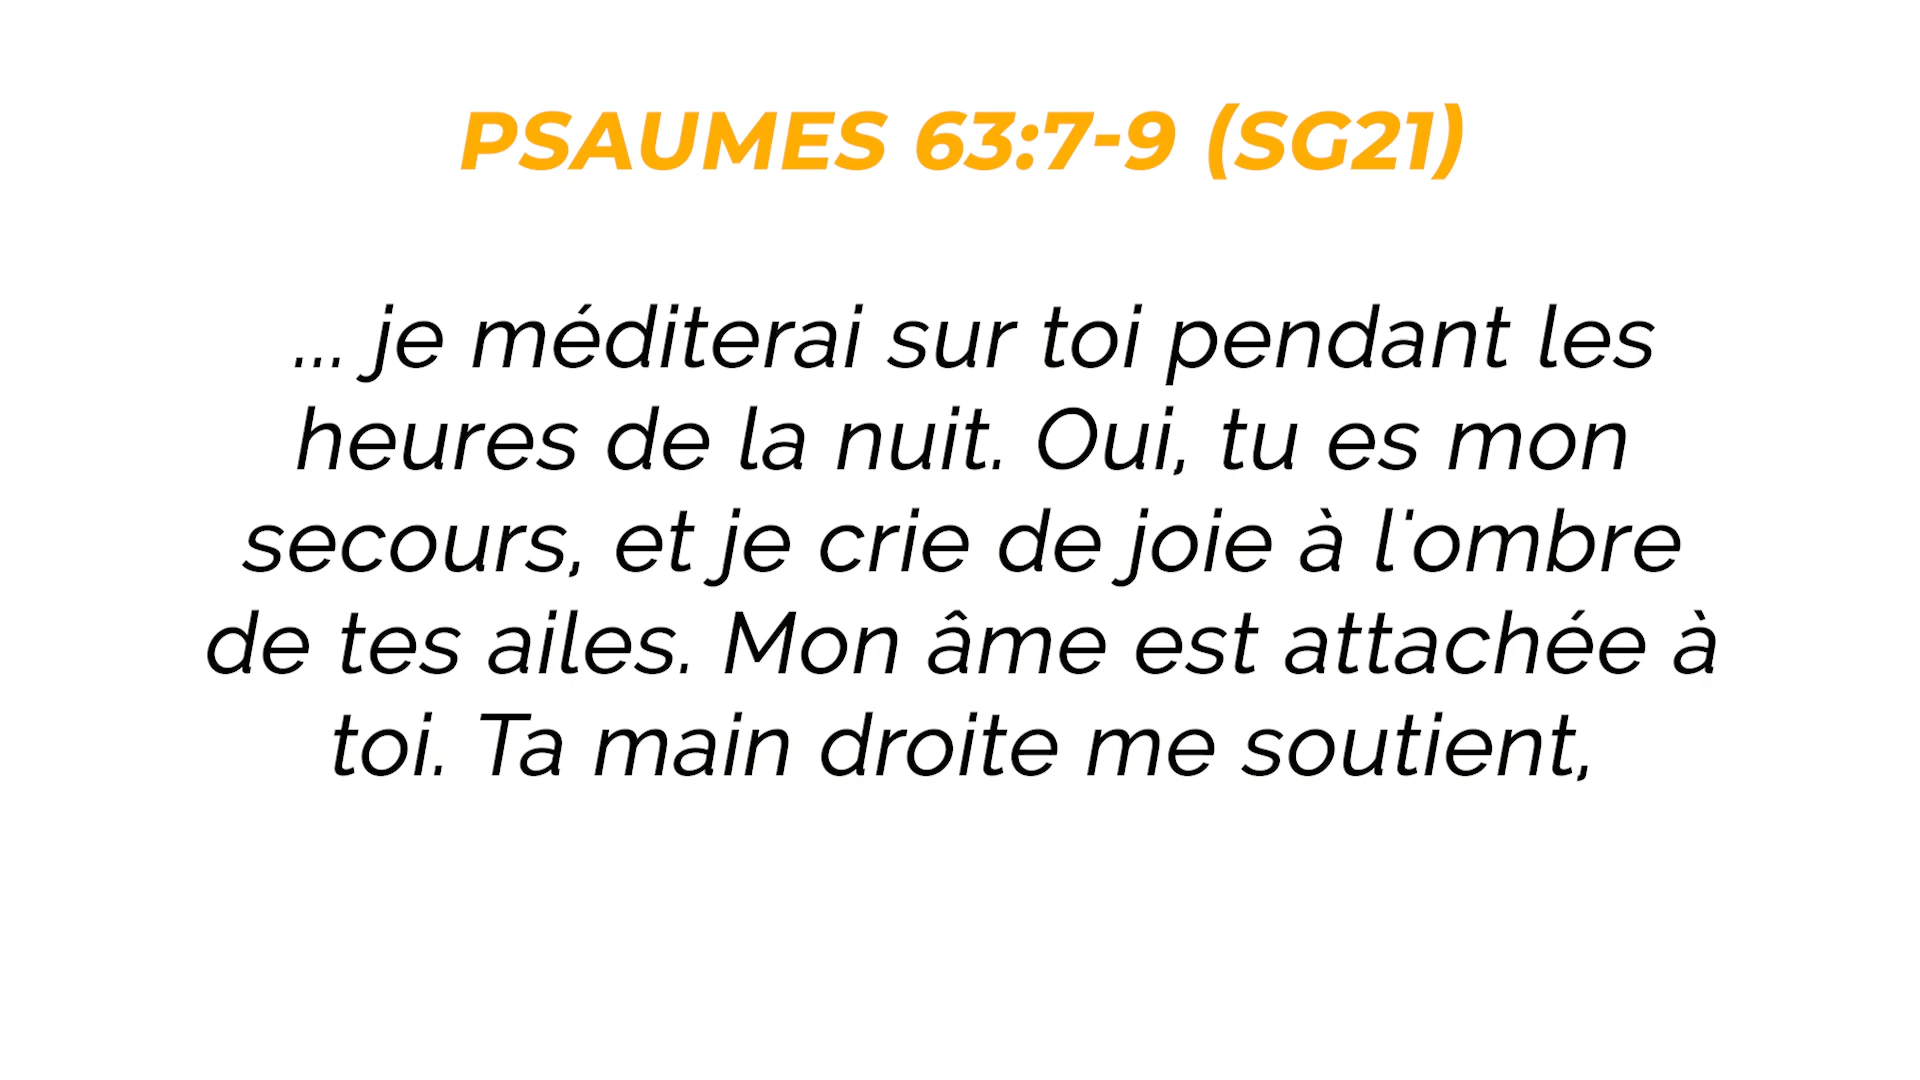 PSAUMES 63:7-9 (SG21)
... je méditerai sur toi pendant les
heures de la nuit. Oui, tu es mon
secours, et je crie de joie à l'ombre
de tes ailes. Mon âme est attachée à
toi. Ta main droite me soutient,